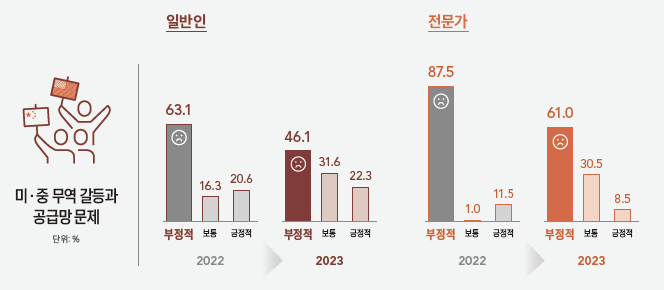 일반인
전문가
미·중 무역 갈등과
공급망 문제
단위: %
63.1
16.3
20.6
부정적 보통 긍정적
2022
46.1
31.6
22.3
부정적 보통 긍정적
2023
87.5
1.0
11.5
부정적 보통 긍정적
2022
61.0
30.5
8.5
부정적 보통 긍정적
2023